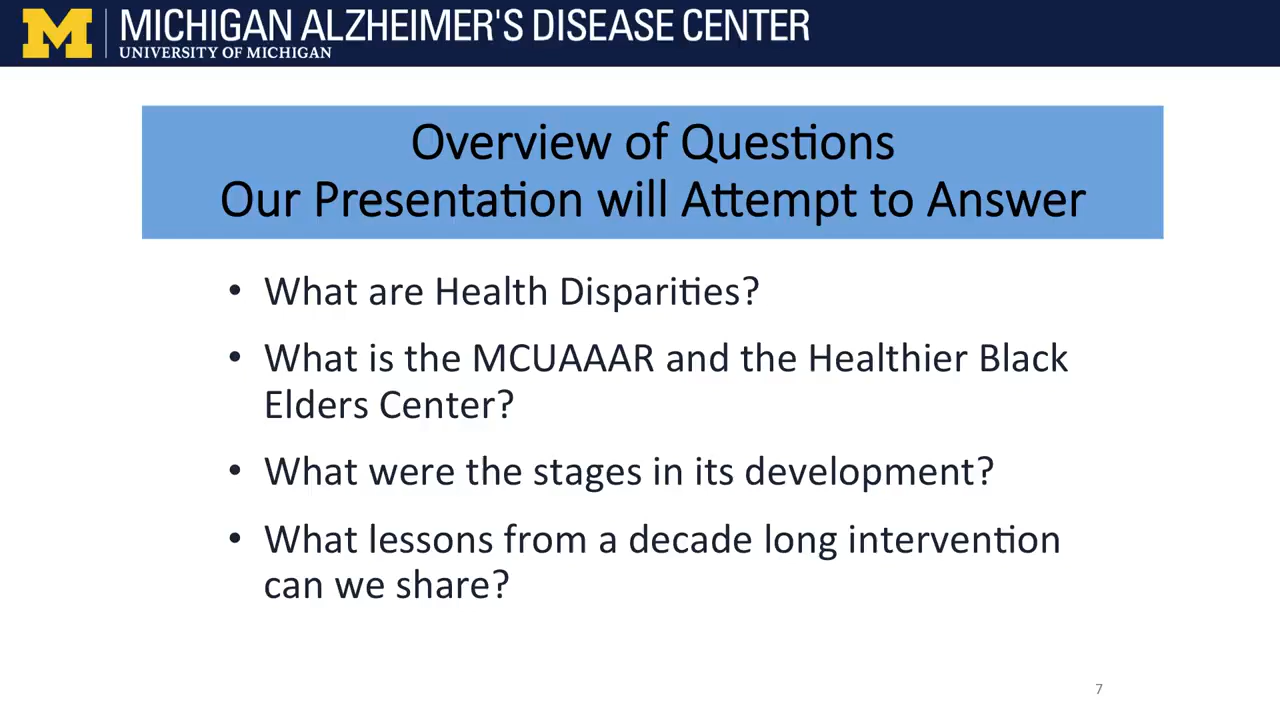 M
MICHIGAN ALZHEIMER'S DISEASE CENTER
UNIVERSITY OF MICHIGAN
Overview of Questions
Our Presentation will Attempt to Answer
• What are Health Disparities?
• What is the MCUAAAR and the Healthier Black
Elders Center?
• What were the stages in its development?
• What lessons from a decade long intervention
can we share?
7